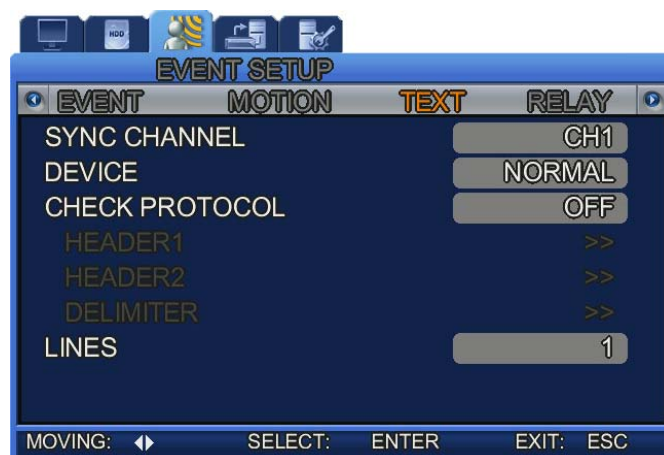 HDD
EVENT SETUP
EVENT MOTION TEXT RELAY
SYNC CHANNEL CH1
DEVICE NORMAL
CHECK PROTOCOL OFF
HEADER1 >>
HEADER2 >>
DELIMITER >>
LINES 1
MOVING: SELECT: ENTER EXIT: ESC